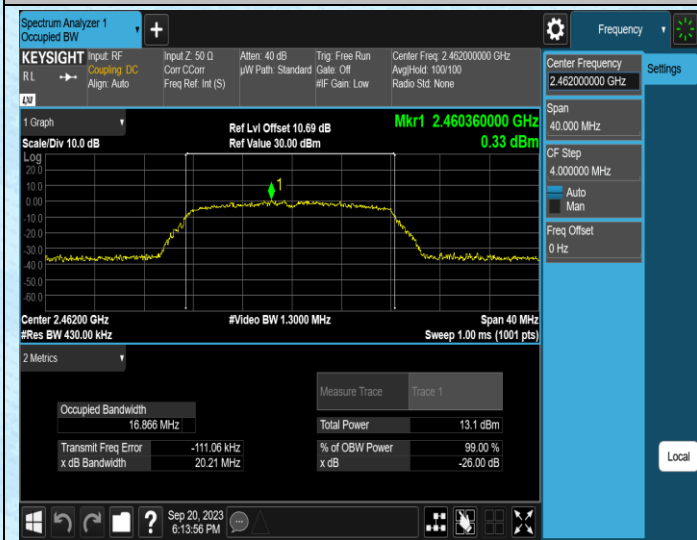 Spectrum Analyzer 1
Occupied BW
Frequency
KEYSIGHT
RL
LXI
Input: RF
Coupling: DC
Align: Auto
Input Z: 50 Ω
Corr CCorr
Freq Ref: Int (S)
Atten: 40 dB
µW Path: Standard
Trig: Free Run
Gate: Off
#IF Gain: Low
Center Freq: 2.462000000 GHz
Avg|Hold: 100/100
Radio Std: None
Center Frequency
2.462000000 GHz
Settings
Span
40.000 MHz
CF Step
4.000000 MHz
Auto
Man
Freq Offset
0 Hz
Local
1 Graph
Scale/Div 10.0 dB
Ref Lvl Offset 10.69 dB
Ref Value 30.00 dBm
Mkr1 2.460360000 GHz
0.33 dBm
Log
20.0
10.0
0.00
-10.0
-20.0
-30.0
-40.0
-50.0
-60.0
1
Center 2.46200 GHz
#Res BW 430.00 kHz
#Video BW 1.3000 MHz
Span 40 MHz
Sweep 1.00 ms (1001 pts)
2 Metrics
Measure Trace Trace 1
Occupied Bandwidth
16.866 MHz
Total Power 13.1 dBm
Transmit Freq Error -111.06 kHz
% of OBW Power 99.00 %
x dB Bandwidth 20.21 MHz
x dB -26.00 dB
?
Sep 20, 2023
6:13:56 PM